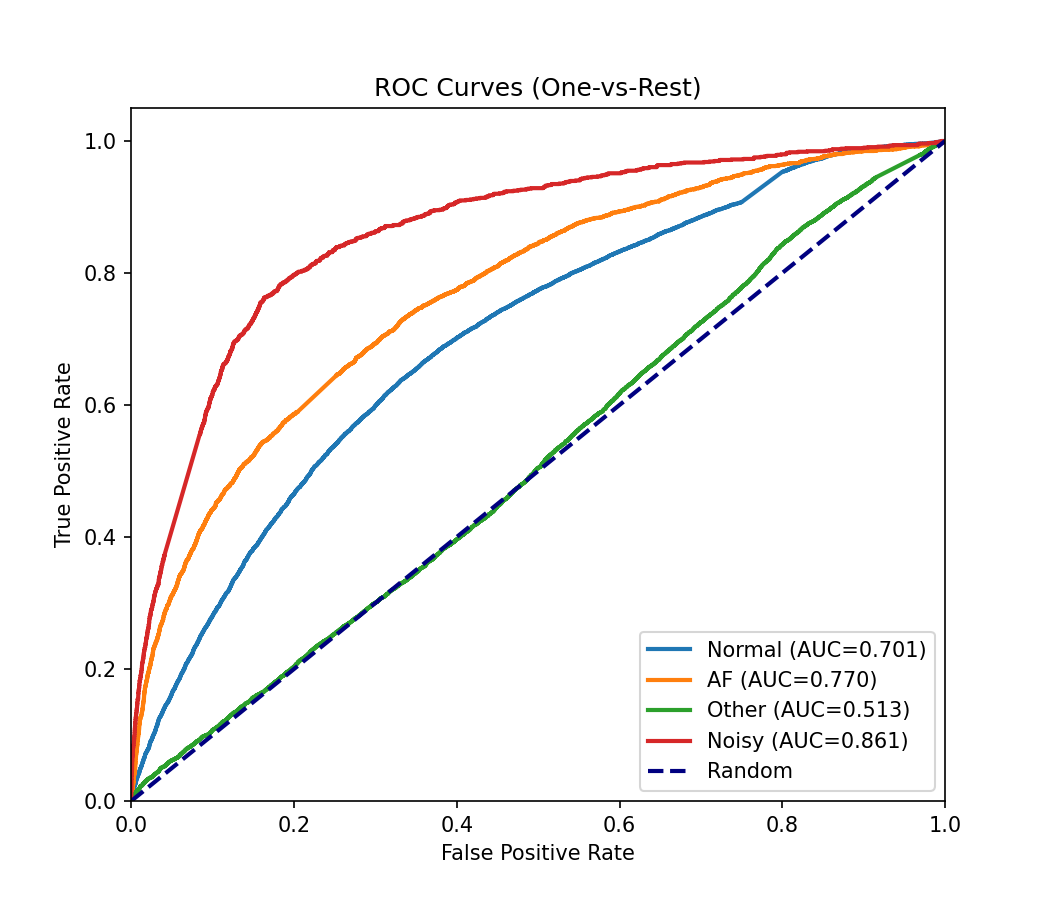 ROC Curves (One-vs-Rest)
True Positive Rate
1.0
0.8
0.6
0.4
0.2
0.0
Normal (AUC=0.701)
AF (AUC=0.770)
Other (AUC=0.513)
Noisy (AUC=0.861)
Random
0.0 0.2 0.4 0.6 0.8 1.0
False Positive Rate